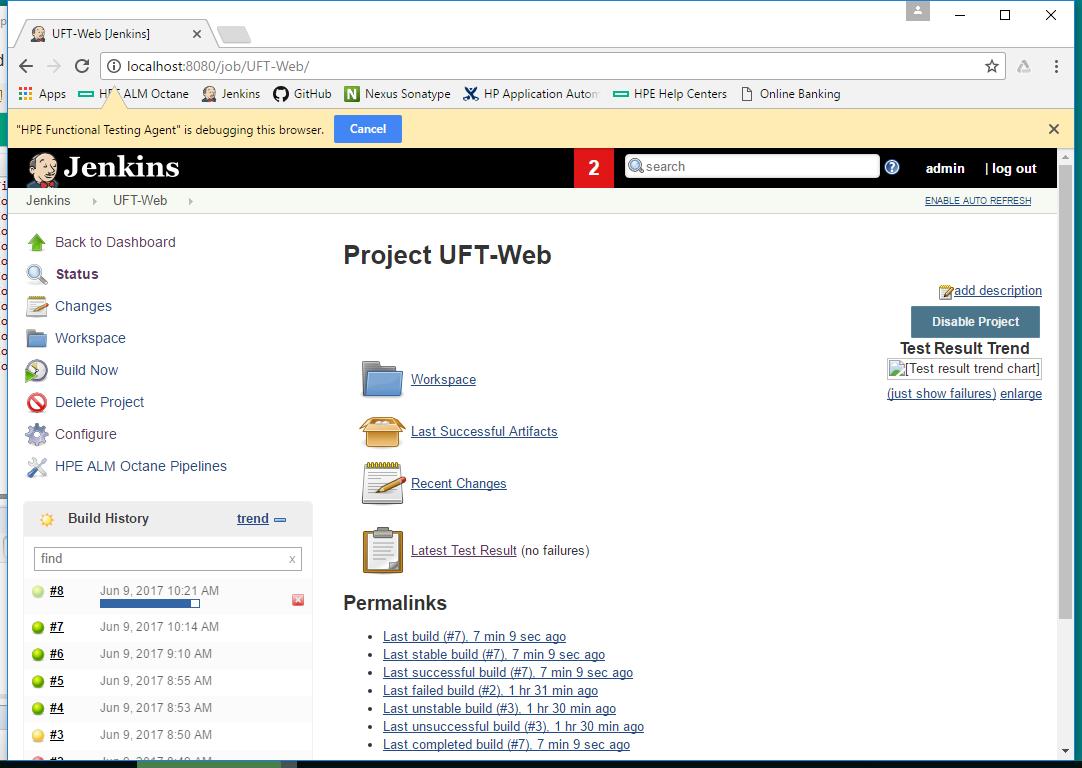 UFT-Web [Jenkins]
localhost:8080/job/UFT-Web/
Apps
HPE ALM Octane
Jenkins
GitHub
Nexus Sonatype
HP Application Autom
HPE Help Centers
Online Banking
"HPE Functional Testing Agent" is debugging this browser.
Cancel
Jenkins
2
search
admin
| log out
Jenkins
UFT-Web
ENABLE AUTO REFRESH
Back to Dashboard
Status
Changes
Workspace
Build Now
Delete Project
Configure
HPE ALM Octane Pipelines
Build History
trend
find
x
#8 Jun 9, 2017 10:21 AM
#7 Jun 9, 2017 10:14 AM
#6 Jun 9, 2017 9:10 AM
#5 Jun 9, 2017 8:55 AM
#4 Jun 9, 2017 8:53 AM
#3 Jun 9, 2017 8:50 AM
Project UFT-Web
add description
Disable Project
Test Result Trend
[Test result trend chart]
(just show failures) enlarge
Workspace
Last Successful Artifacts
Recent Changes
Latest Test Result (no failures)
Permalinks
Last build (#7), 7 min 9 sec ago
Last stable build (#7), 7 min 9 sec ago
Last successful build (#7), 7 min 9 sec ago
Last failed build (#2), 1 hr 31 min ago
Last unstable build (#3), 1 hr 30 min ago
Last unsuccessful build (#3), 1 hr 30 min ago
Last completed build (#7), 7 min 9 sec ago